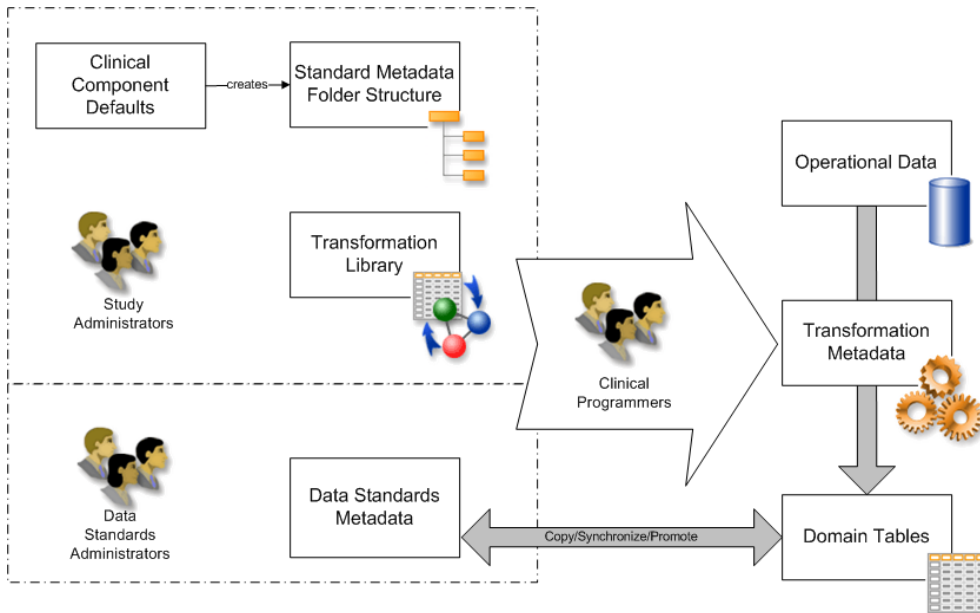 Clinical
Component
Defaults
creates
Standard Metadata
Folder Structure
Operational Data
Study
Administrators
Transformation
Library
Clinical
Programmers
Transformation
Metadata
Data
Standards
Administrators
Data Standards
Metadata
Copy/Synchronize/Promote
Domain Tables